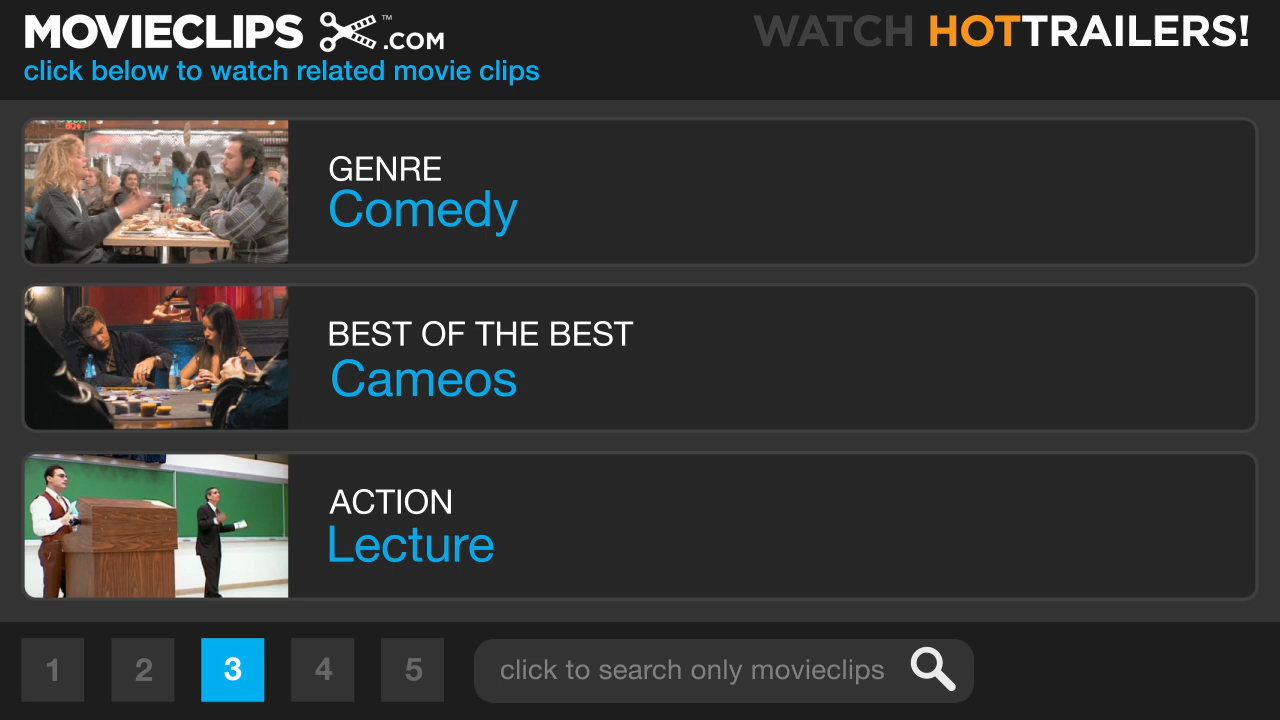 MOVIECLIPS ™ .COM
WATCH HOTTRAILERS!
click below to watch related movie clips
GENRE
Comedy
BEST OF THE BEST
Cameos
ACTION
Lecture
1 2 3 4 5 click to search only movieclips